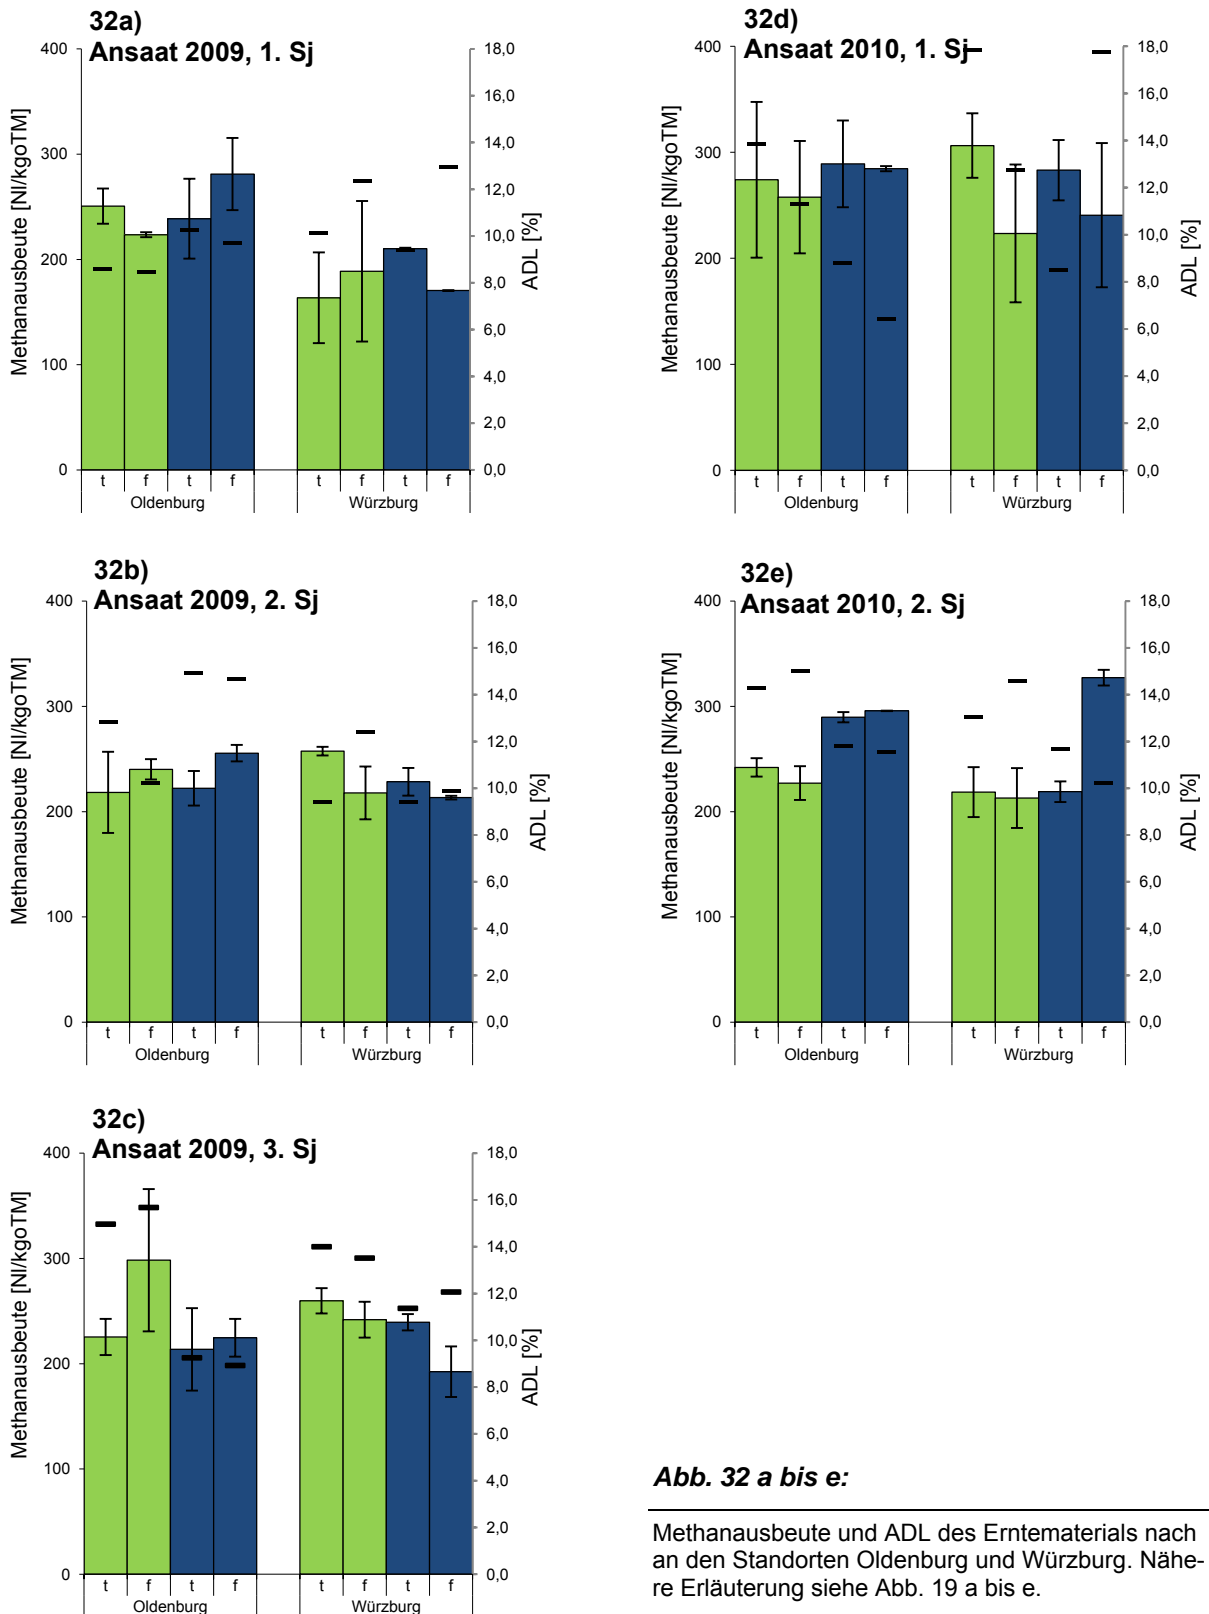 32a)
Ansaat 2009, 1. Sj
Methanausbeute [Nl/kgoTM]
400
300
200
100
0
18,0
16,0
14,0
12,0
10,0
8,0
6,0
4,0
2,0
0,0
ADL [%]
t f t f t f t f
Oldenburg Würzburg
32d)
Ansaat 2010, 1. Sj
Methanausbeute [Nl/kgoTM]
400
300
200
100
0
18,0
16,0
14,0
12,0
10,0
8,0
6,0
4,0
2,0
0,0
ADL [%]
t f t f t f t f
Oldenburg Würzburg
32b)
Ansaat 2009, 2. Sj
Methanausbeute [Nl/kgoTM]
400
300
200
100
0
18,0
16,0
14,0
12,0
10,0
8,0
6,0
4,0
2,0
0,0
ADL [%]
t f t f t f t f
Oldenburg Würzburg
32e)
Ansaat 2010, 2. Sj
Methanausbeute [Nl/kgoTM]
400
300
200
100
0
18,0
16,0
14,0
12,0
10,0
8,0
6,0
4,0
2,0
0,0
ADL [%]
t f t f t f t f
Oldenburg Würzburg
32c)
Ansaat 2009, 3. Sj
Methanausbeute [Nl/kgoTM]
400
300
200
100
0
18,0
16,0
14,0
12,0
10,0
8,0
6,0
4,0
2,0
0,0
ADL [%]
t f t f t f t f
Oldenburg Würzburg
Abb. 32 a bis e:
Methanausbeute und ADL des Erntematerials nach
an den Standorten Oldenburg und Würzburg. Nähe-
re Erläuterung siehe Abb. 19 a bis e.